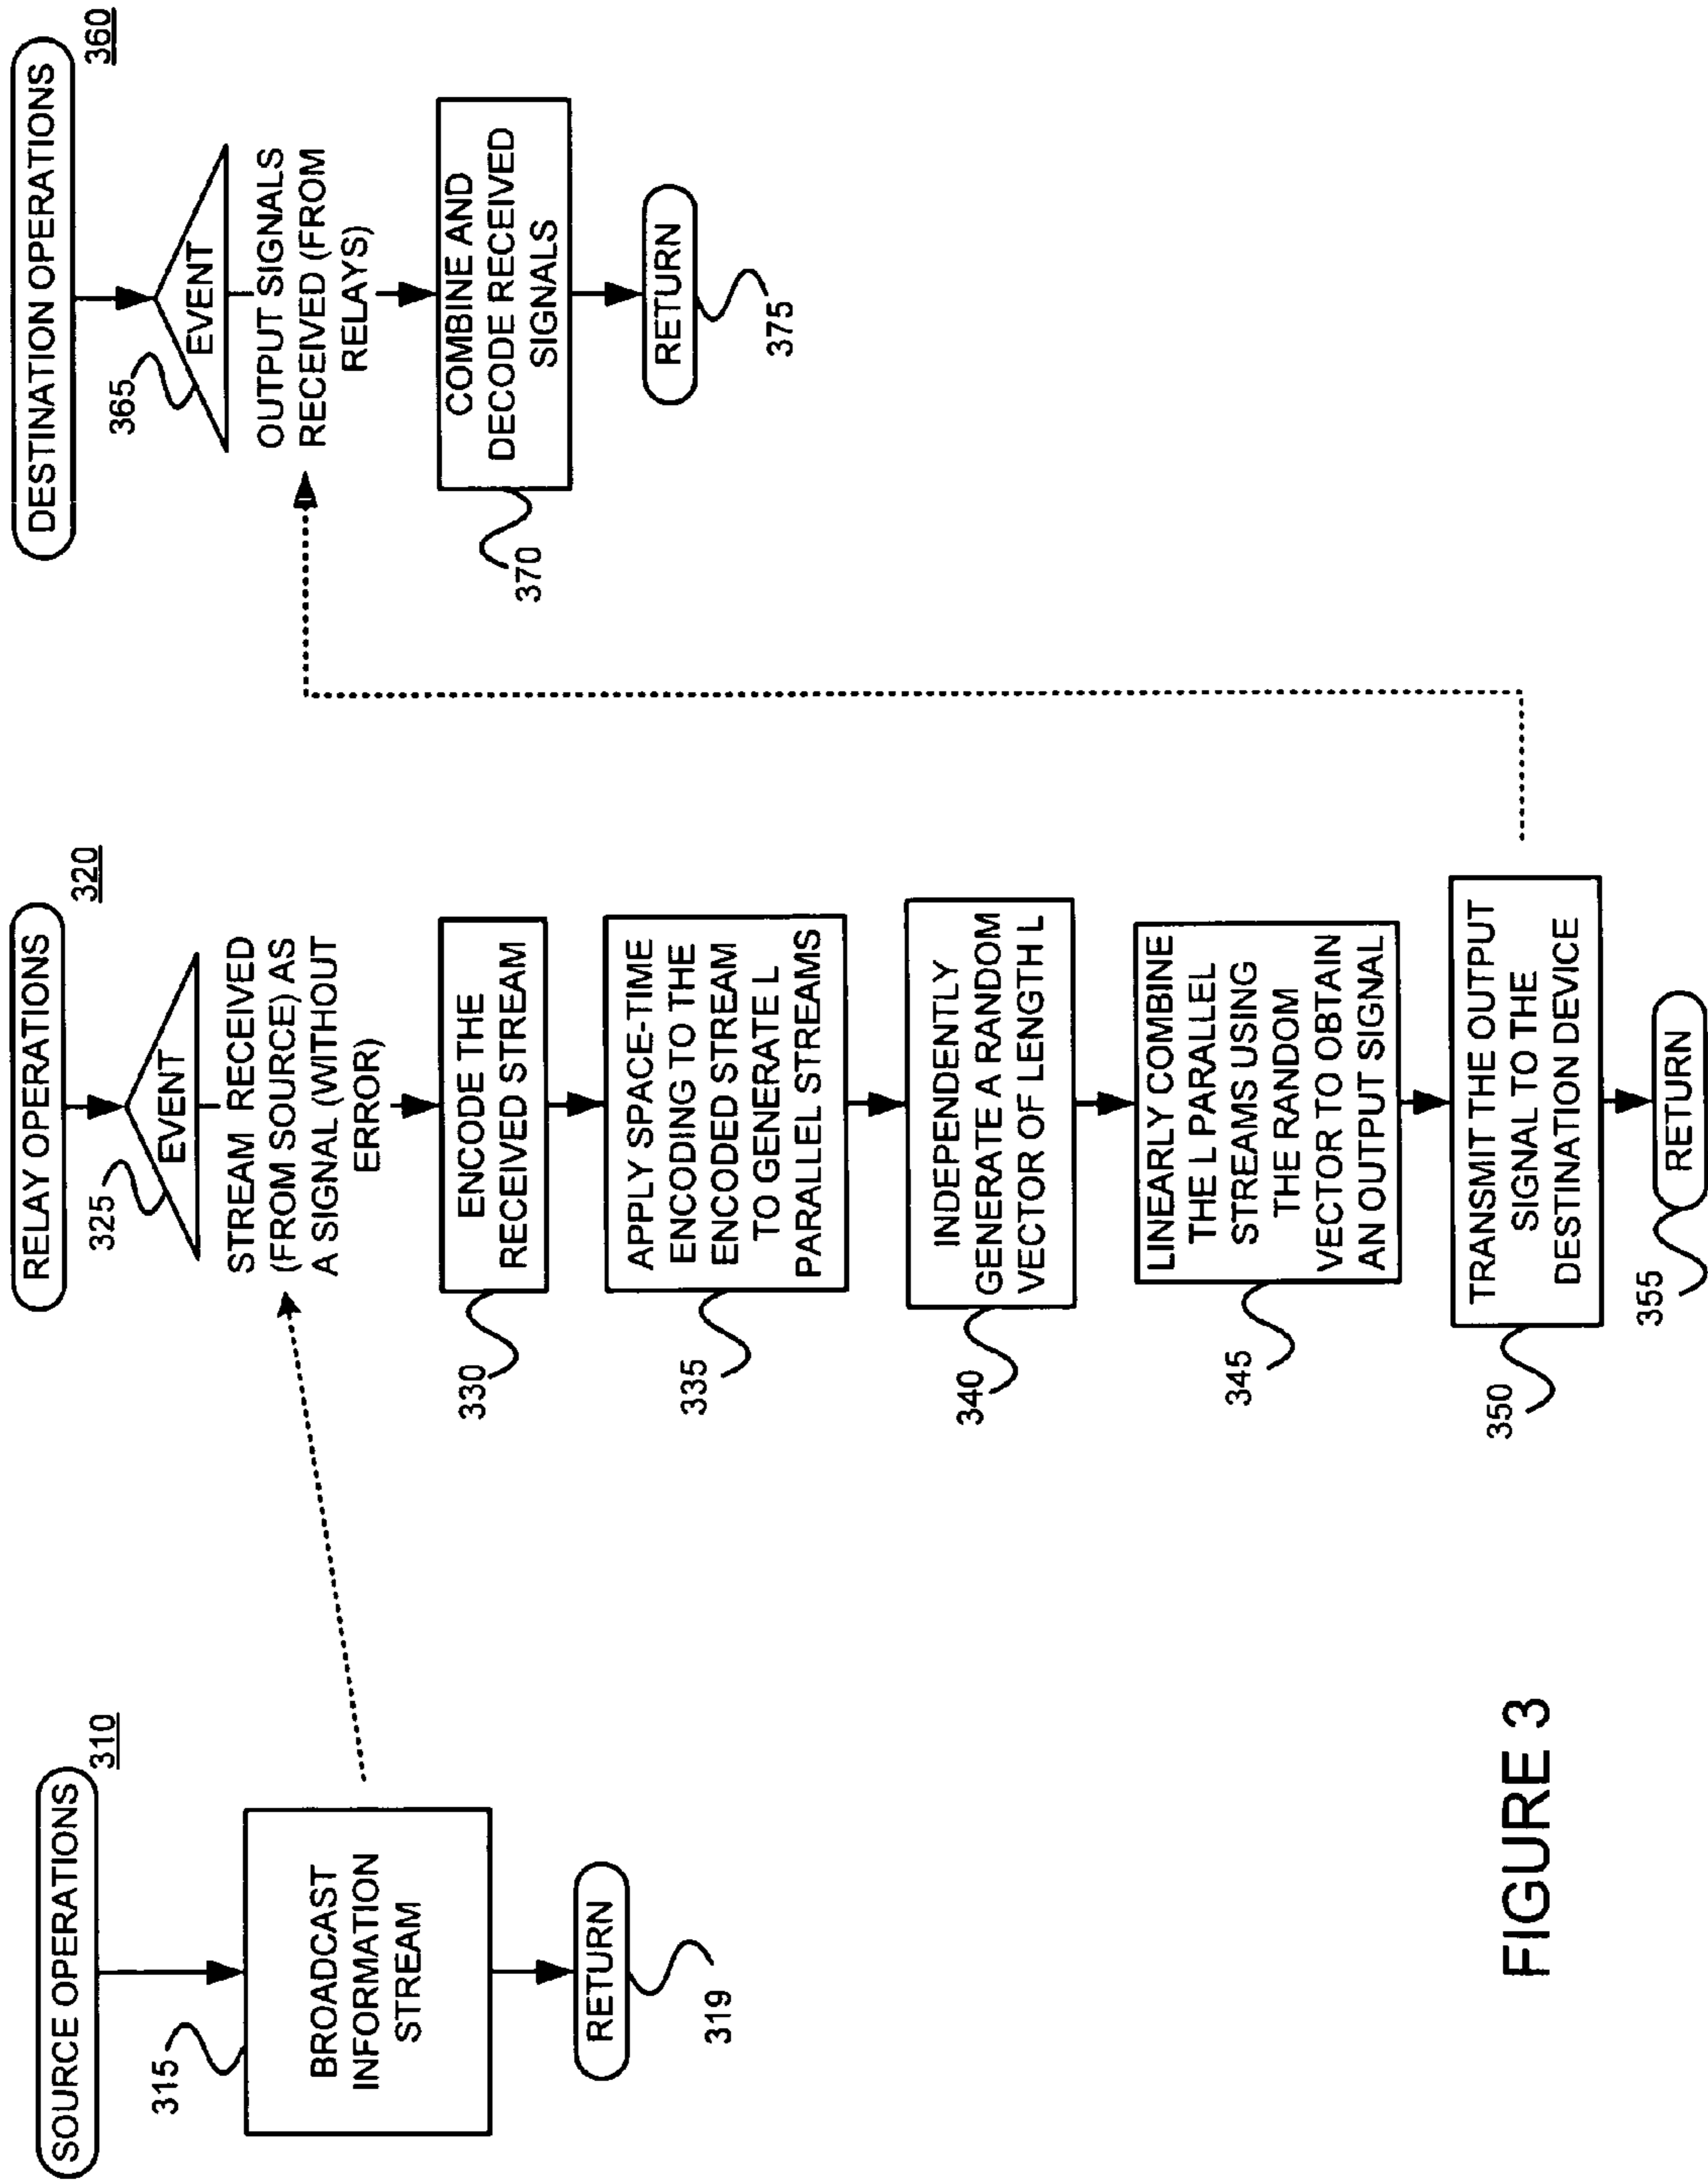 SOURCE OPERATIONS
310
315
BROADCAST
INFORMATION
STREAM
RETURN
319
RELAY OPERATIONS
320
325
EVENT
STREAM RECEIVED
(FROM SOURCE) AS
A SIGNAL (WITHOUT
ERROR)
330
ENCODE THE
RECEIVED STREAM
335
APPLY SPACE-TIME
ENCODING TO THE
ENCODED STREAM
TO GENERATE L
PARALLEL STREAMS
340
INDEPENDENTLY
GENERATE A RANDOM
VECTOR OF LENGTH L
345
LINEARLY COMBINE
THE L PARALLEL
STREAMS USING
THE RANDOM
VECTOR TO OBTAIN
AN OUTPUT SIGNAL
350
TRANSMIT THE OUTPUT
SIGNAL TO THE
DESTINATION DEVICE
355
RETURN
DESTINATION OPERATIONS
360
365
EVENT
OUTPUT SIGNALS
RECEIVED (FROM
RELAYS)
370
COMBINE AND
DECODE RECEIVED
SIGNALS
RETURN
375
FIGURE 3